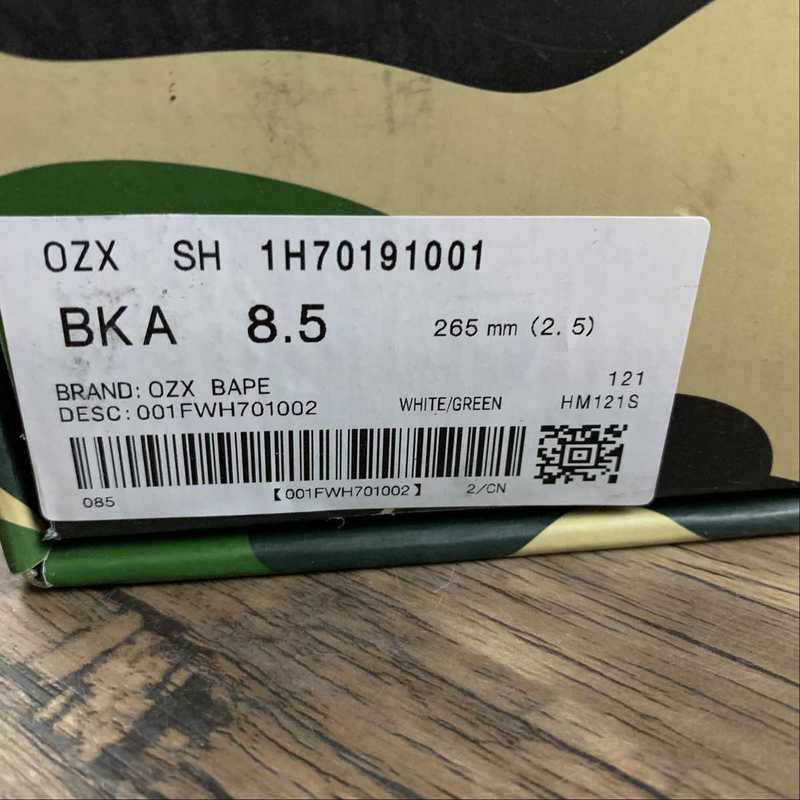 OZX SH 1H70191001
BKA 8.5 265 mm (2.5)
121
BRAND: OZX BAPE
DESC: 001FWH701002 WHITE/GREEN HM121S
085 【001FWH701002】 2/CN